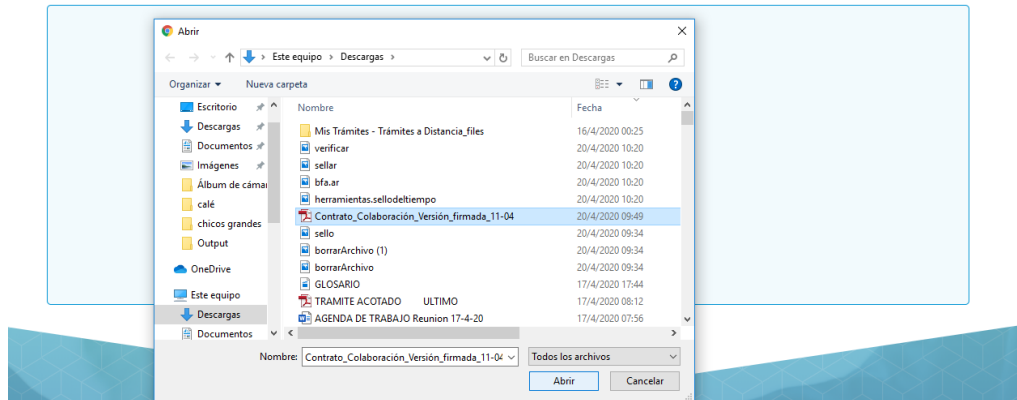 Abrir
Este equipo > Descargas >
Buscar en Descargas
Organizar
Nueva carpeta
?
Nombre
Fecha
Escritorio
Descargas
Documentos
Imágenes
Álbum de cámar
calé
chicos grandes
Output
OneDrive
Este equipo
Descargas
Documentos
Mis Trámites - Trámites a Distancia_files 16/4/2020 00:25
verificar 20/4/2020 10:20
sellar 20/4/2020 10:20
bfa.ar 20/4/2020 10:20
herramientas.sellodeltiempo 20/4/2020 10:20
Contrato_Colaboración_Versión_firmada_11-04 20/4/2020 09:49
sello 20/4/2020 09:34
borrarArchivo (1) 20/4/2020 09:34
borrarArchivo 20/4/2020 09:34
GLOSARIO 17/4/2020 17:44
TRAMITE ACOTADO ULTIMO 17/4/2020 08:12
AGENDA DE TRABAJO Reunion 17-4-20 17/4/2020 07:56
Nombre: Contrato_Colaboración_Versión_firmada_11-04
Todos los archivos
Abrir
Cancelar